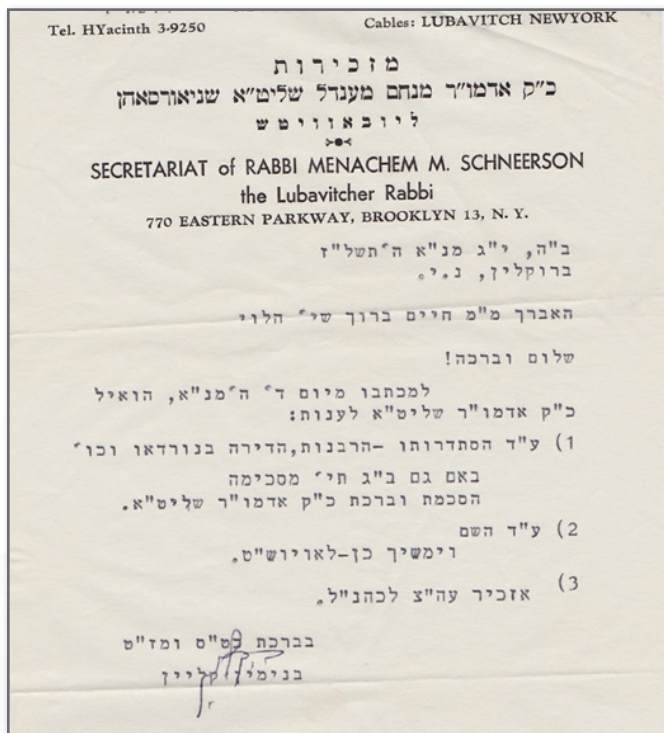 Tel. HYacinth 3-9250 Cables: LUBAVITCH NEWYORK
מזכירות
כ״ק אדמו״ר מנחם מענדל שליט״א שניאורסאהן
ליובאוויטש
SECRETARIAT of RABBI MENACHEM M. SCHNEERSON
the Lubavitcher Rabbi
770 EASTERN PARKWAY, BROOKLYN 13, N. Y.
ב"ה, י"ג מנ"א ה'תשל"ז
ברוקלין, נ.י.
האברך מ"מ חיים ברוך שי' הלוי
שלום וברכה!
למכתבו מיום ד' ה'מנ"א, הואיל
כ"ק אדמו"ר שליט"א לענות:
1) ע"ד הסתדרותו -הרבנות,הדירה בנורדאו וכו'
באם גם ב"ג תי' מסכימה
הסכמת וברכת כ"ק אדמו"ר שליט"א.
2) ע"ד השם
וימשיך כן-לאויוש"ט.
3) אזכיר עה"צ לכהנ"ל.
בברכת כט"ס ומז"ט
בנימין קליין